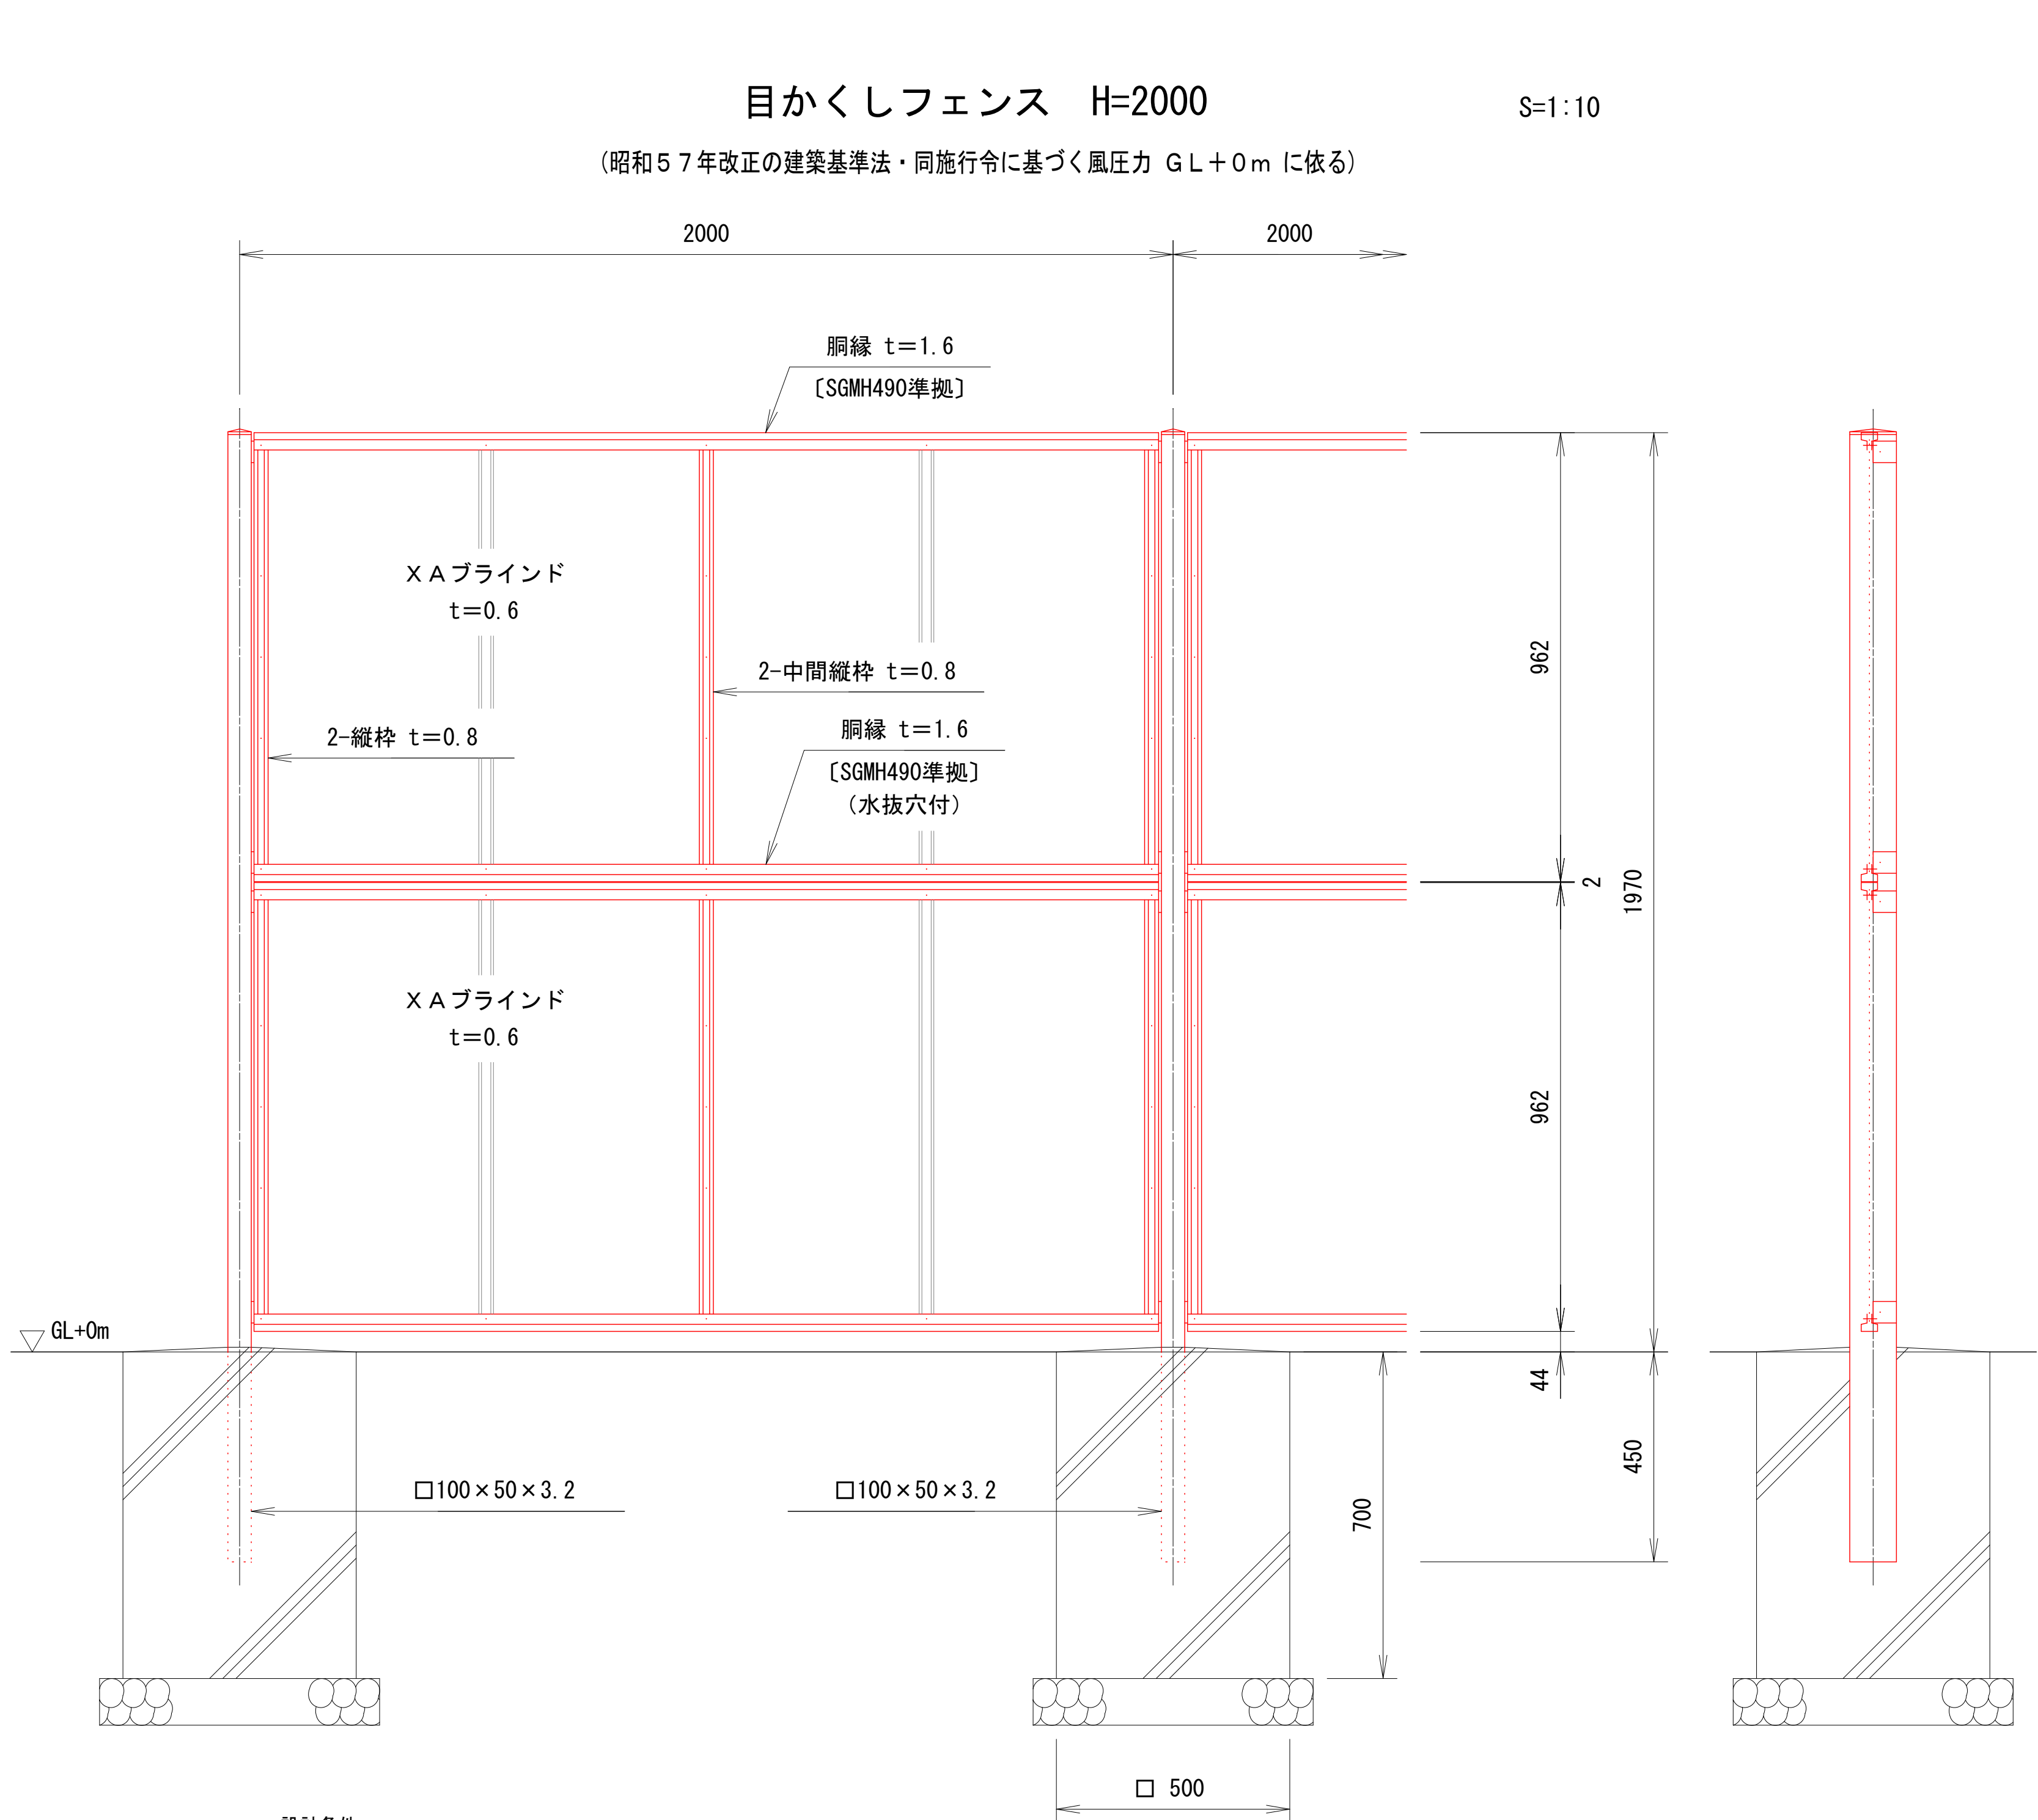 目かくしフェンス　H=2000
S=1:10
(昭和５７年改正の建築基準法・同施行令に基づく風圧力 ＧＬ＋０ｍ に依る)
2000
2000
胴縁 t＝1.6
〔SGMH490準拠〕
ＸＡブラインド
t＝0.6
2-中間縦枠 t＝0.8
962
2-縦枠 t＝0.8
胴縁 t＝1.6
〔SGMH490準拠〕
(水抜穴付)
2
1970
ＸＡブラインド
t＝0.6
962
GL+0m
44
450
□100×50×3.2
□100×50×3.2
700
□ 500